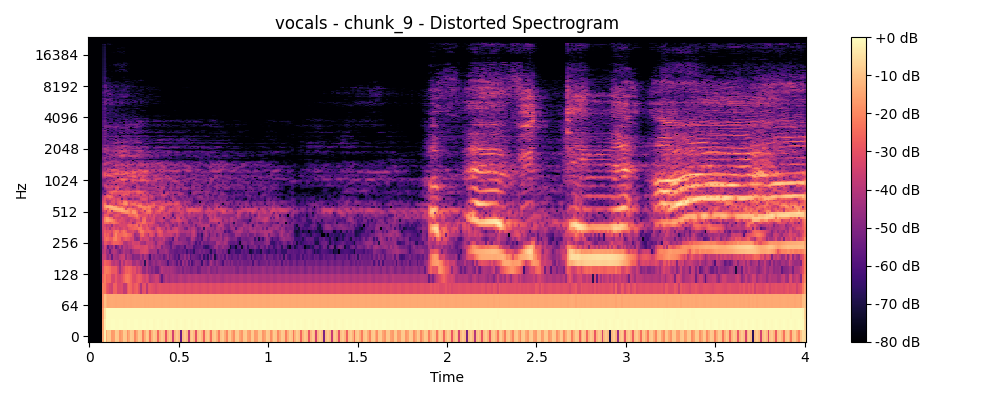 vocals - chunk_9 - Distorted Spectrogram
16384
8192
4096
2048
1024
512
256
128
64
0
Hz
0 0.5 1 1.5 2 2.5 3 3.5 4
Time
+0 dB
-10 dB
-20 dB
-30 dB
-40 dB
-50 dB
-60 dB
-70 dB
-80 dB